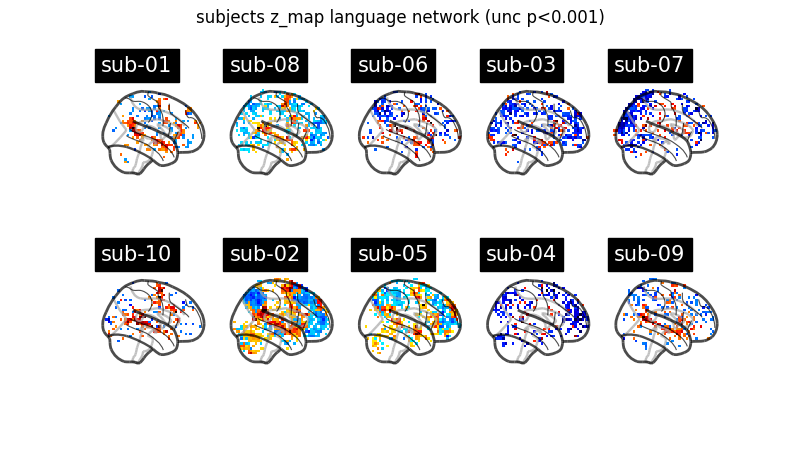 subjects z_map language network (unc p<0.001)
sub-01 sub-08 sub-06 sub-03 sub-07
sub-10 sub-02 sub-05 sub-04 sub-09